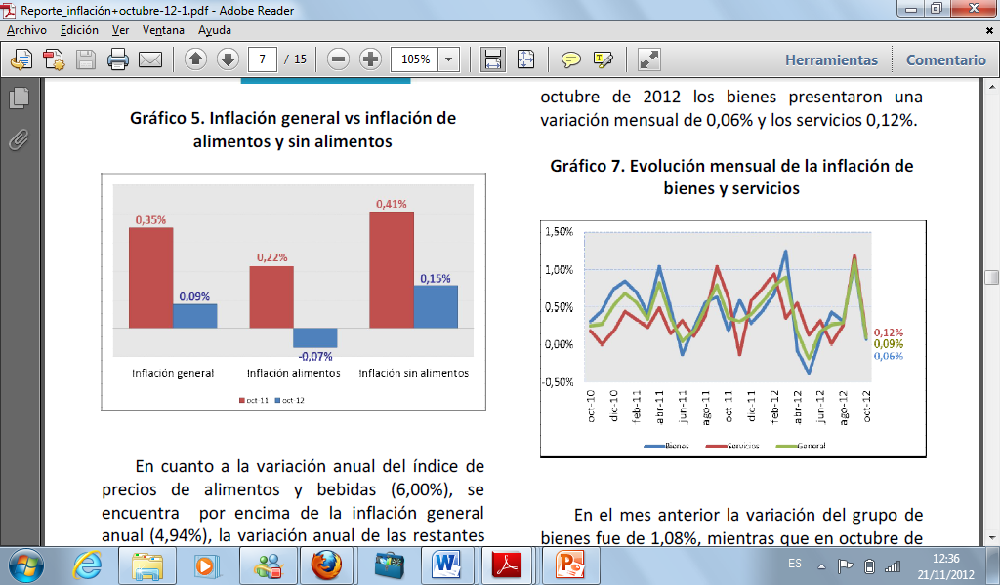 Reporte_inflación+octubre-12-1.pdf - Adobe Reader
Archivo Edición Ver Ventana Ayuda
7 / 15 105% Herramientas Comentario
Gráfico 5. Inflación general vs inflación de
alimentos y sin alimentos
0,35%
0,09%
0,22%
-0,07%
0,41%
0,15%
Inflación general Inflación alimentos Inflación sin alimentos
oct-11 oct-12
En cuanto a la variación anual del índice de
precios de alimentos y bebidas (6,00%), se
encuentra por encima de la inflación general
anual (4,94%), la variación anual de las restantes
octubre de 2012 los bienes presentaron una
variación mensual de 0,06% y los servicios 0,12%.
Gráfico 7. Evolución mensual de la inflación de
bienes y servicios
1,50%
1,00%
0,50%
0,00%
-0,50%
0,12%
0,09%
0,06%
oct-10 dic-10 feb-11 abr-11 jun-11 ago-11 oct-11 dic-11 feb-12 abr-12 jun-12 ago-12 oct-12
Bienes Servicios General
En el mes anterior la variación del grupo de
bienes fue de 1,08%, mientras que en octubre de
ES
12:36
21/11/2012